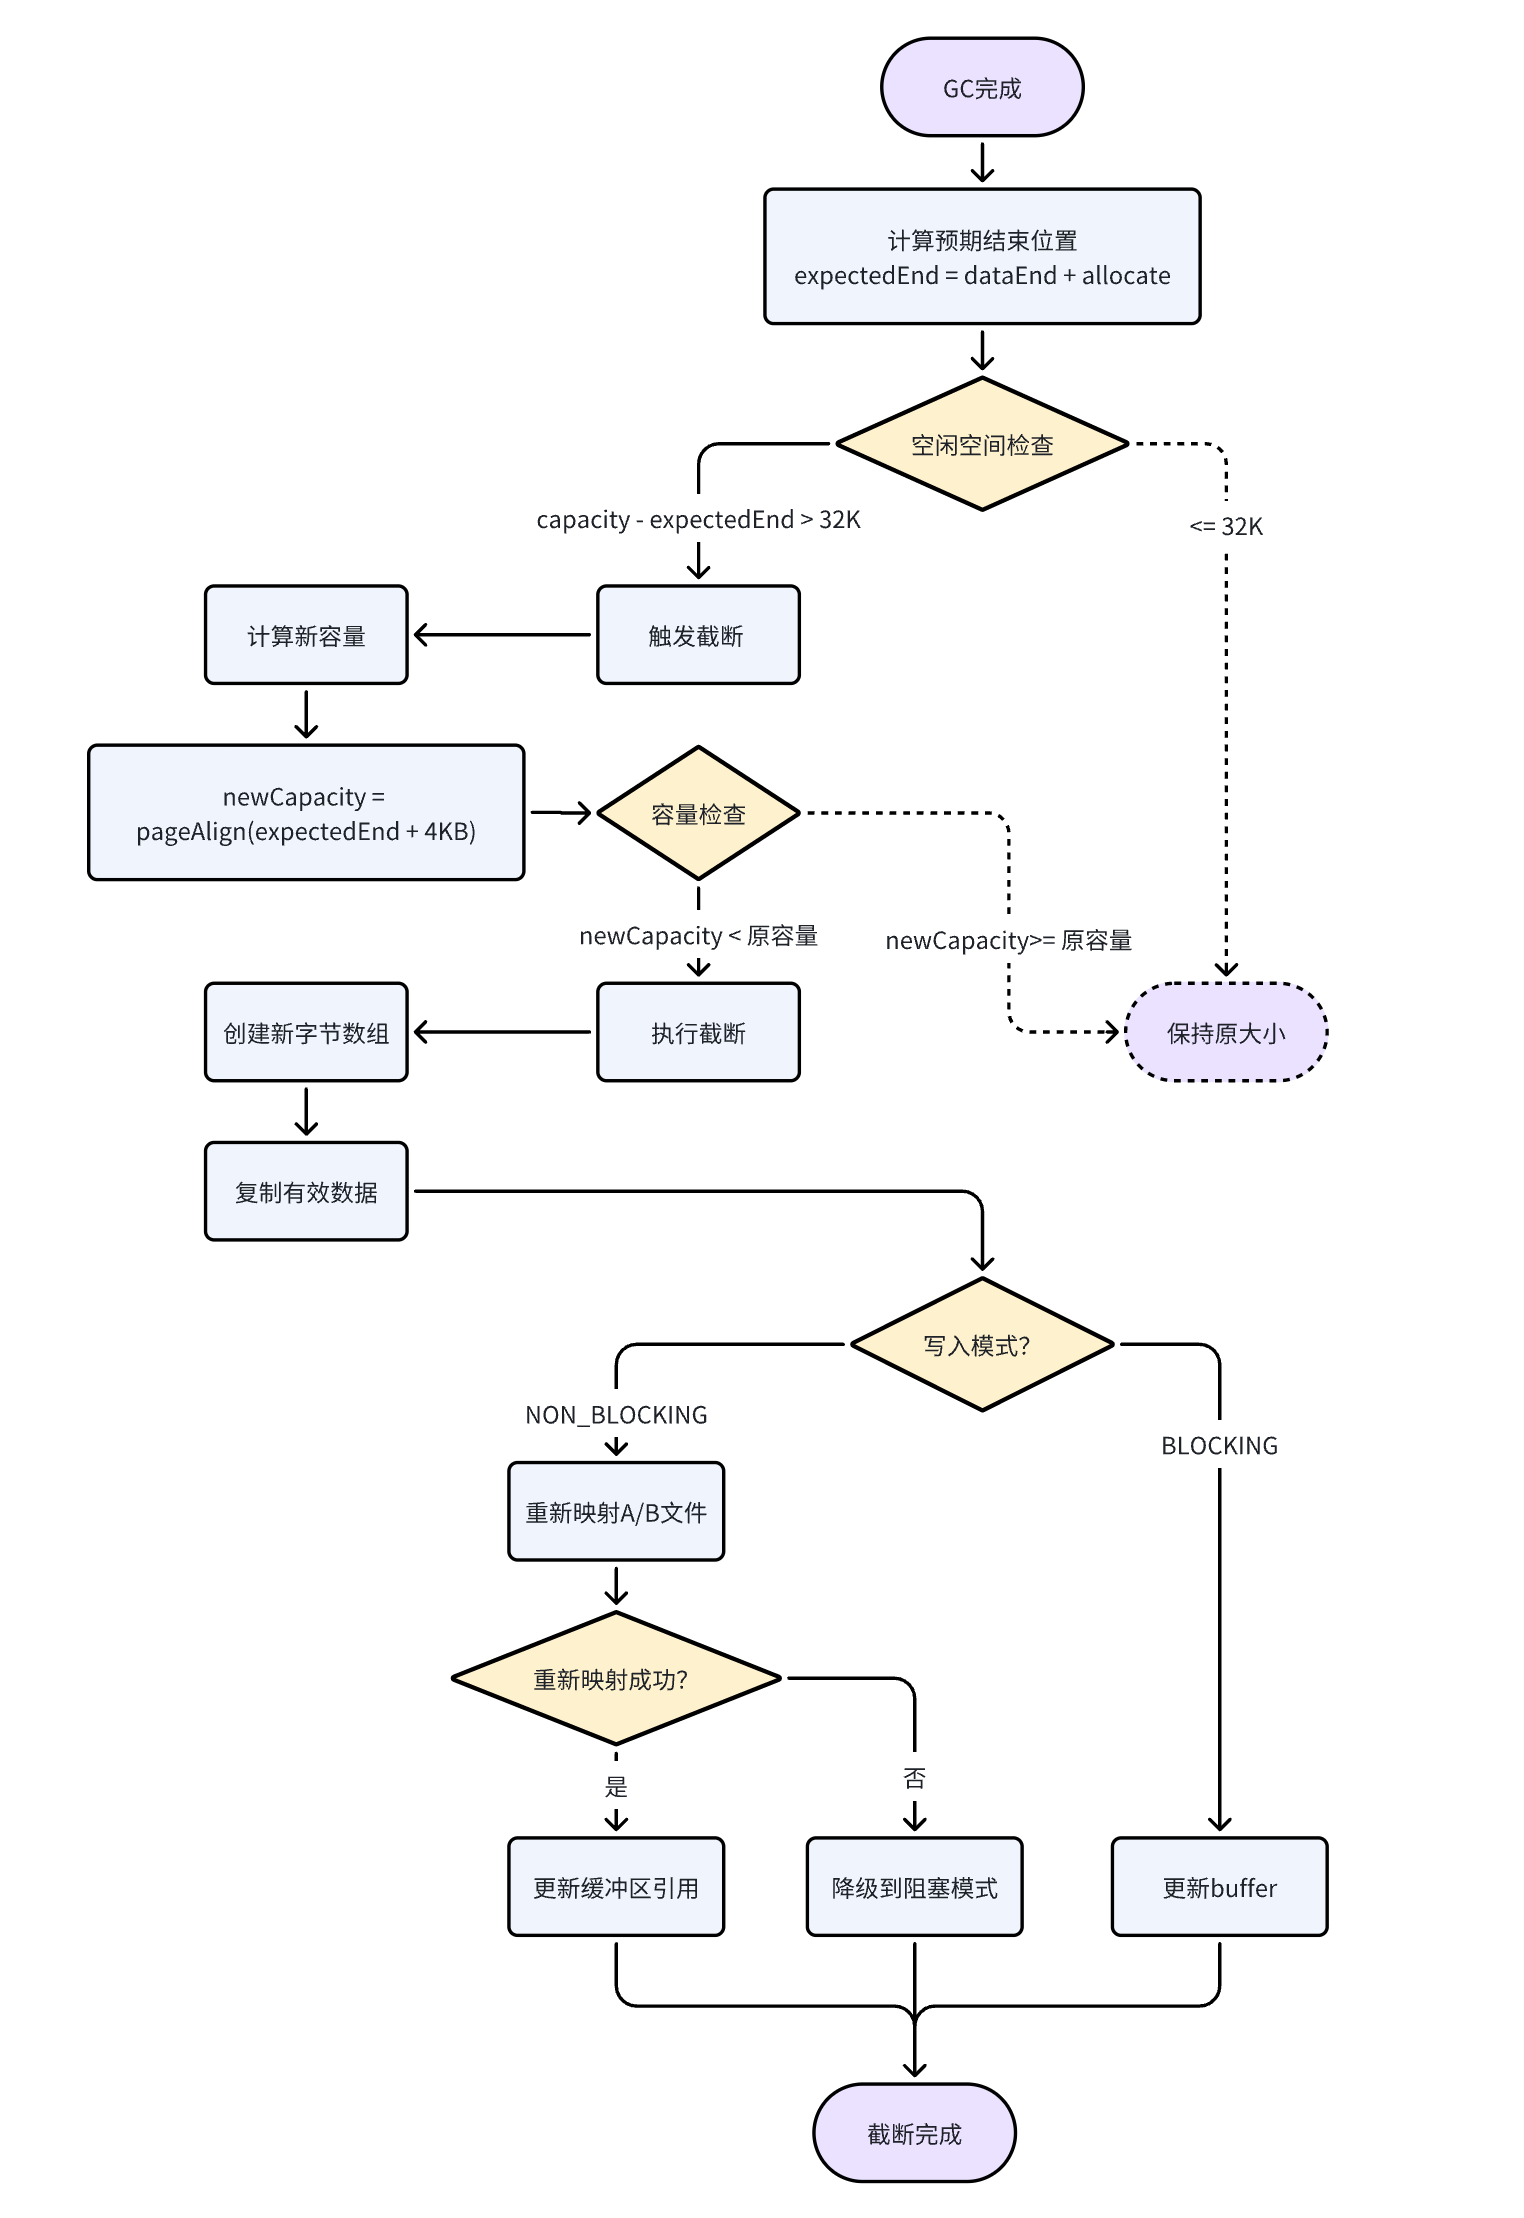 GC完成
计算预期结束位置
expectedEnd = dataEnd + allocate
空闲空间检查
capacity - expectedEnd > 32K
<= 32K
触发截断
计算新容量
newCapacity =
pageAlign(expectedEnd + 4KB)
容量检查
newCapacity < 原容量
newCapacity>= 原容量
执行截断
创建新字节数组
保持原大小
复制有效数据
写入模式？
NON_BLOCKING
BLOCKING
重新映射A/B文件
重新映射成功？
是
否
更新缓冲区引用
降级到阻塞模式
更新buffer
截断完成